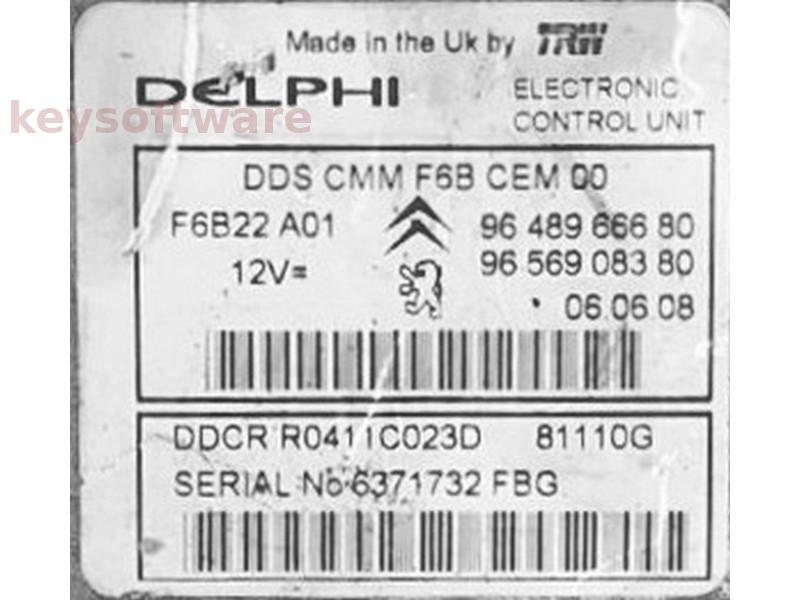 Made in the Uk by TRW
DELPHI
ELECTRONIC
CONTROL UNIT
keysoftware
DDS CMM F6B CEM 00
F6B22 A01
96 489 666 80
12V=
96 569 083 80
06.06.08
DDCR R0411C023D 81110G
SERIAL No 6371732 FBG